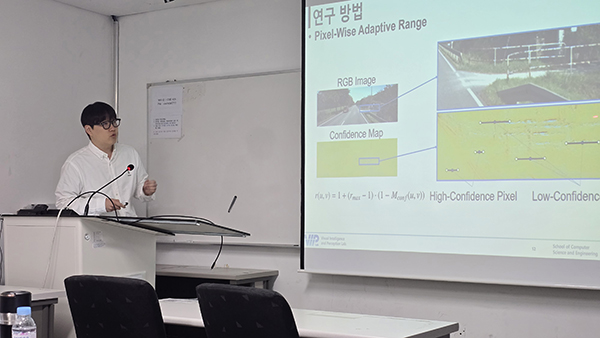 연구 방법
• Pixel-Wise Adaptive Range
RGB Image
Confidence Map
r(u,v) = 1 + (r_max − 1) · (1 − M_conf(u,v))
High-Confidence Pixel
Low-Confidence
School of Computer
Science and Engineering